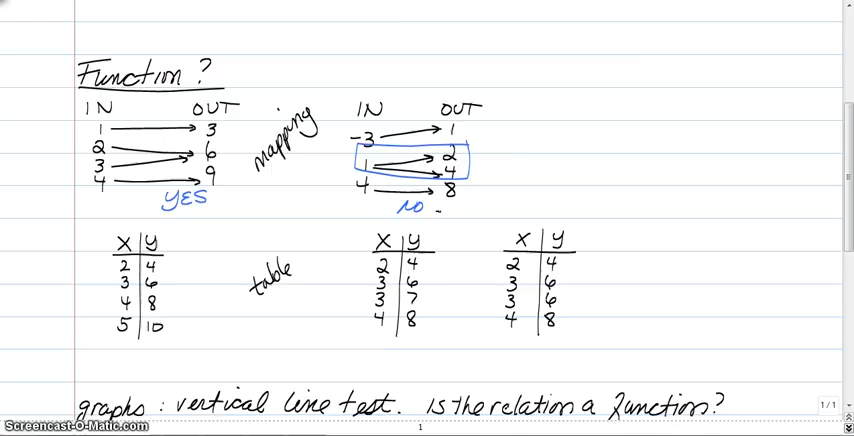 Function ?
IN OUT IN OUT
1 3 mapping -3 1
2 6 1 2
3 9 4
4 4 8
YES NO
X Y X Y X Y
2 4 table 2 4 2 4
3 6 3 6 3 6
4 8 3 7 3 6
5 10 4 8 4 8
graphs : vertical line test. Is the relation a function?
1/1
Screencast-O-Matic.com 1